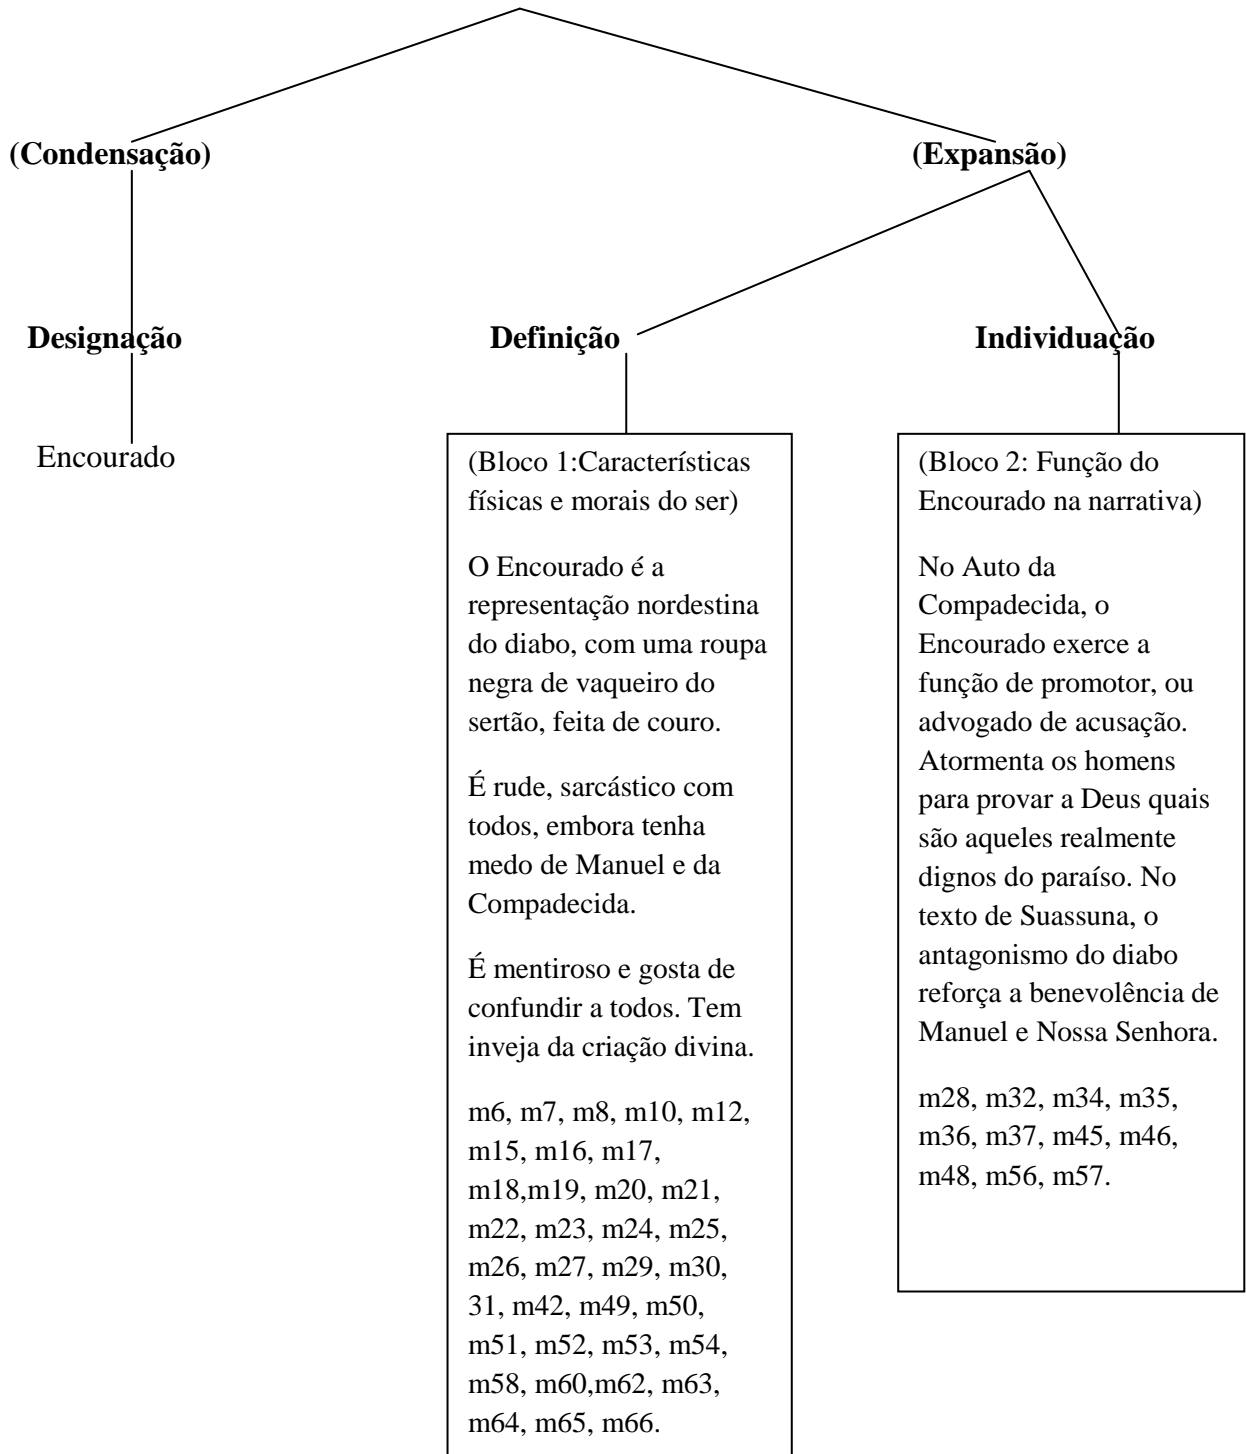 (Condensação)
(Expansão)
Designação
Definição
Individuação
Encourado
(Bloco 1:Características
físicas e morais do ser)
O Encourado é a
representação nordestina
do diabo, com uma roupa
negra de vaqueiro do
sertão, feita de couro.
É rude, sarcástico com
todos, embora tenha
medo de Manuel e da
Compadecida.
É mentiroso e gosta de
confundir a todos. Tem
inveja da criação divina.
m6, m7, m8, m10, m12,
m15, m16, m17,
m18,m19, m20, m21,
m22, m23, m24, m25,
m26, m27, m29, m30,
31, m42, m49, m50,
m51, m52, m53, m54,
m58, m60,m62, m63,
m64, m65, m66.
(Bloco 2: Função do
Encourado na narrativa)
No Auto da
Compadecida, o
Encourado exerce a
função de promotor, ou
advogado de acusação.
Atormenta os homens
para provar a Deus quais
são aqueles realmente
dignos do paraíso. No
texto de Suassuna, o
antagonismo do diabo
reforça a benevolência de
Manuel e Nossa Senhora.
m28, m32, m34, m35,
m36, m37, m45, m46,
m48, m56, m57.